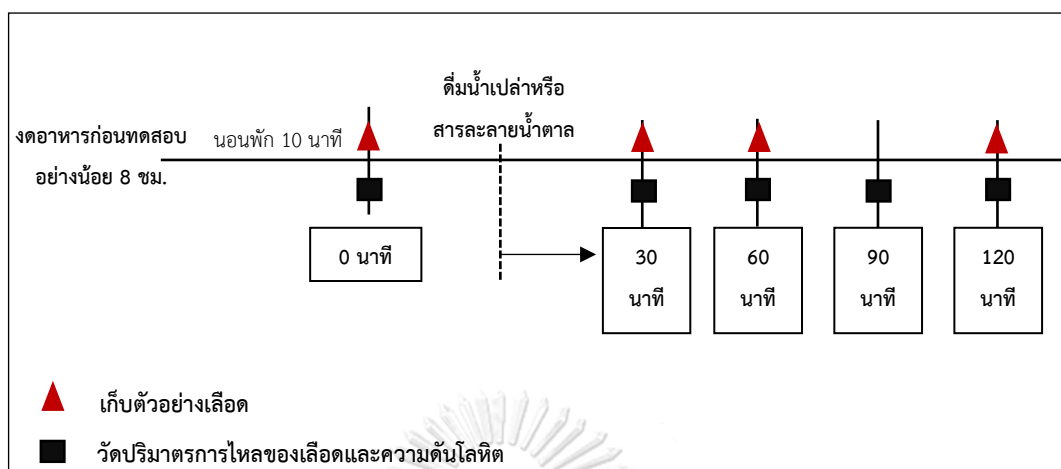 ดื่มน้ำเปล่าหรือ
สารละลายน้ำตาล
งดอาหารก่อนทดสอบ
อย่างน้อย 8 ชม.
นอนพัก 10 นาที
0 นาที
30
นาที
60
นาที
90
นาที
120
นาที
เก็บตัวอย่างเลือด
วัดปริมาตรการไหลของเลือดและความดันโลหิต